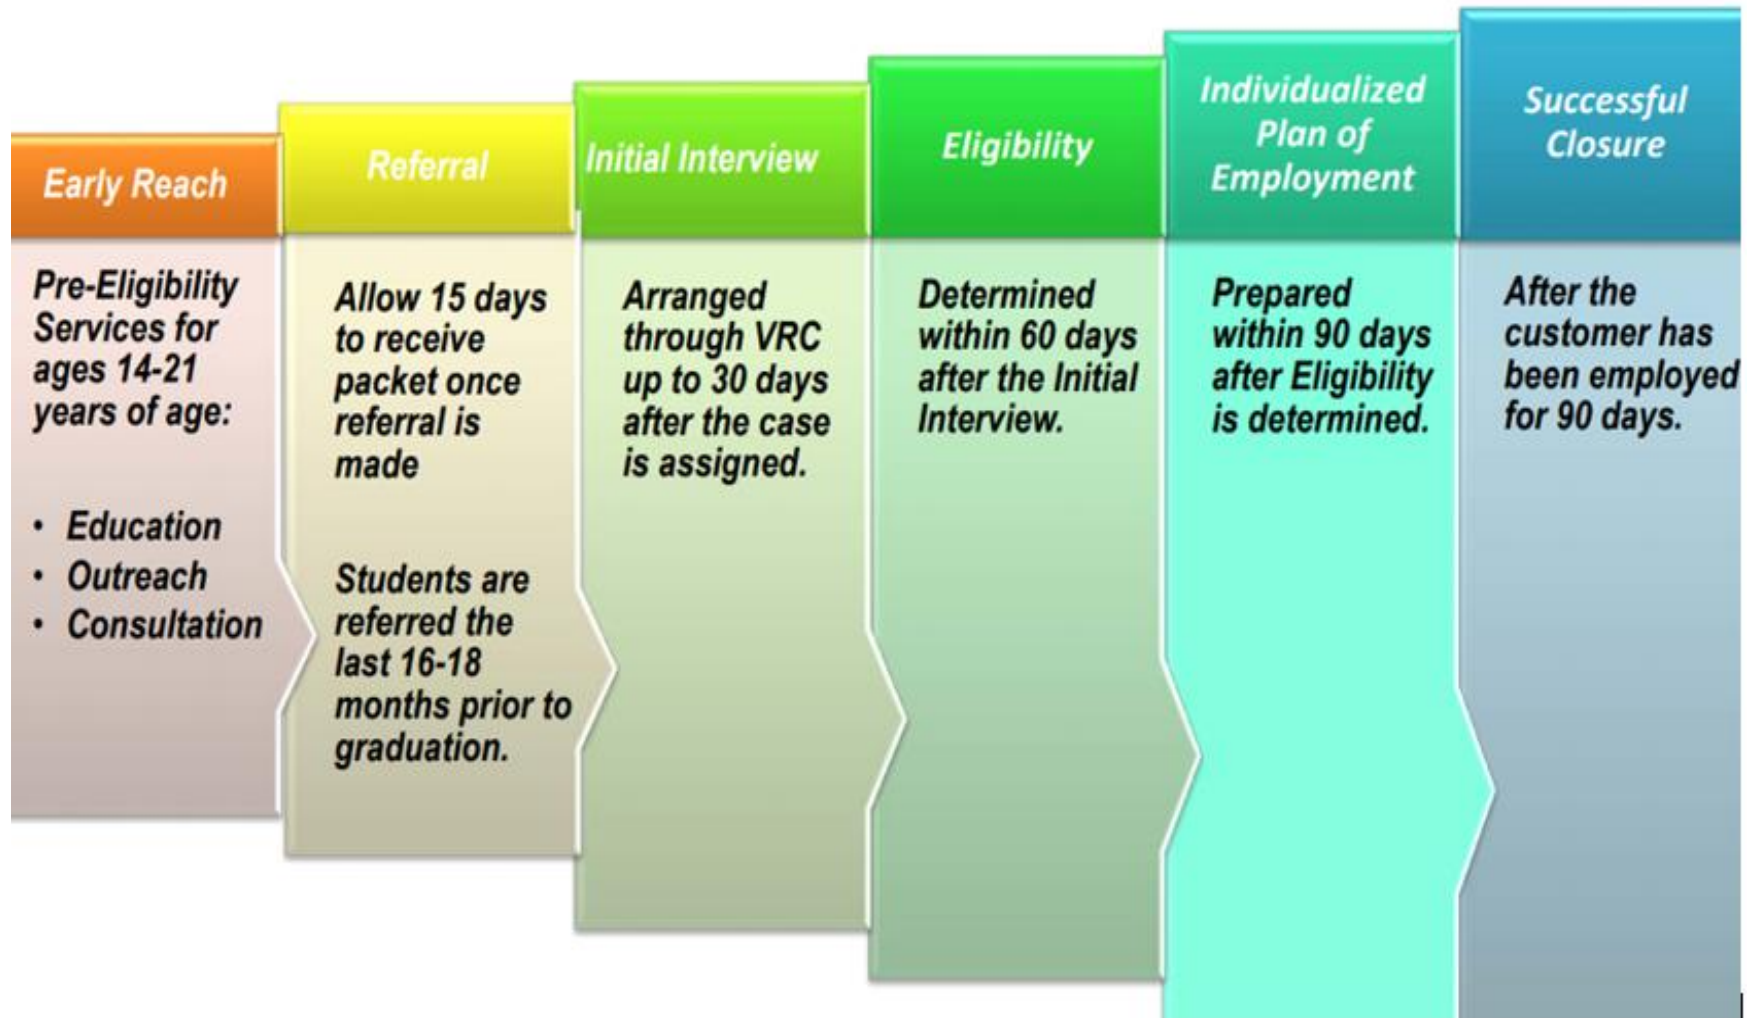 Early Reach
Pre-Eligibility
Services for
ages 14-21
years of age:
• Education
• Outreach
• Consultation
Referral
Allow 15 days
to receive
packet once
referral is
made
Students are
referred the
last 16-18
months prior to
graduation.
Initial Interview
Arranged
through VRC
up to 30 days
after the case
is assigned.
Eligibility
Determined
within 60 days
after the Initial
Interview.
Individualized
Plan of
Employment
Prepared
within 90 days
after Eligibility
is determined.
Successful
Closure
After the
customer has
been employed
for 90 days.